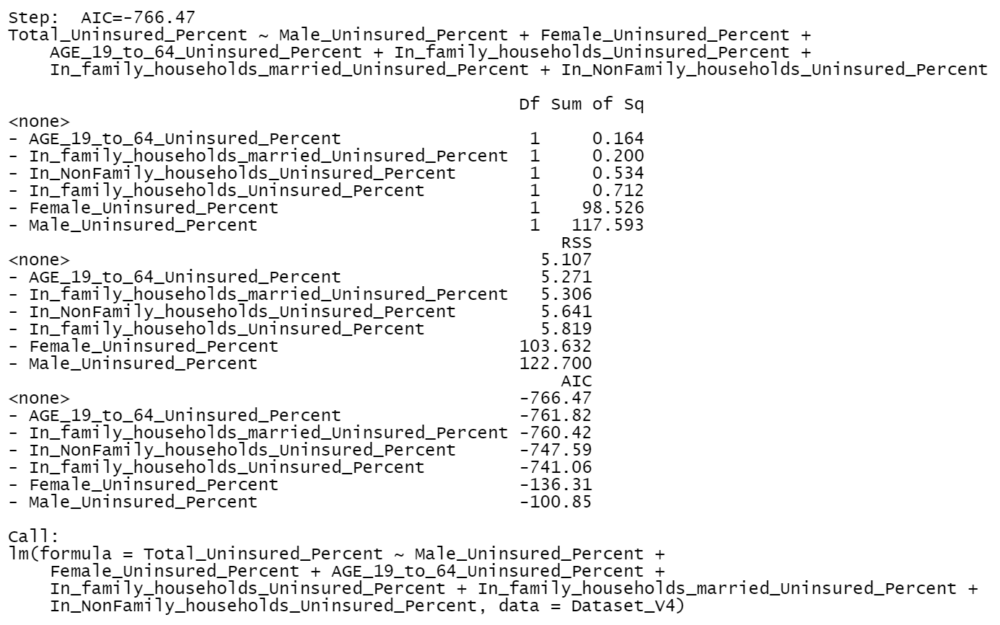 Step:  AIC=-766.47
Total_Uninsured_Percent ~ Male_Uninsured_Percent + Female_Uninsured_Percent +
    AGE_19_to_64_Uninsured_Percent + In_family_households_Uninsured_Percent +
    In_family_households_married_Uninsured_Percent + In_NonFamily_households_Uninsured_Percent

                                                 Df Sum of Sq
<none>
- AGE_19_to_64_Uninsured_Percent                  1     0.164
- In_family_households_married_Uninsured_Percent  1     0.200
- In_NonFamily_households_Uninsured_Percent       1     0.534
- In_family_households_Uninsured_Percent          1     0.712
- Female_Uninsured_Percent                        1    98.526
- Male_Uninsured_Percent                          1   117.593
                                                     RSS
<none>                                             5.107
- AGE_19_to_64_Uninsured_Percent                   5.271
- In_family_households_married_Uninsured_Percent   5.306
- In_NonFamily_households_Uninsured_Percent        5.641
- In_family_households_Uninsured_Percent           5.819
- Female_Uninsured_Percent                       103.632
- Male_Uninsured_Percent                         122.700
                                                     AIC
<none>                                           -766.47
- AGE_19_to_64_Uninsured_Percent                 -761.82
- In_family_households_married_Uninsured_Percent -760.42
- In_NonFamily_households_Uninsured_Percent      -747.59
- In_family_households_Uninsured_Percent         -741.06
- Female_Uninsured_Percent                       -136.31
- Male_Uninsured_Percent                         -100.85

Call:
lm(formula = Total_Uninsured_Percent ~ Male_Uninsured_Percent +
    Female_Uninsured_Percent + AGE_19_to_64_Uninsured_Percent +
    In_family_households_Uninsured_Percent + In_family_households_married_Uninsured_Percent +
    In_NonFamily_households_Uninsured_Percent, data = Dataset_V4)